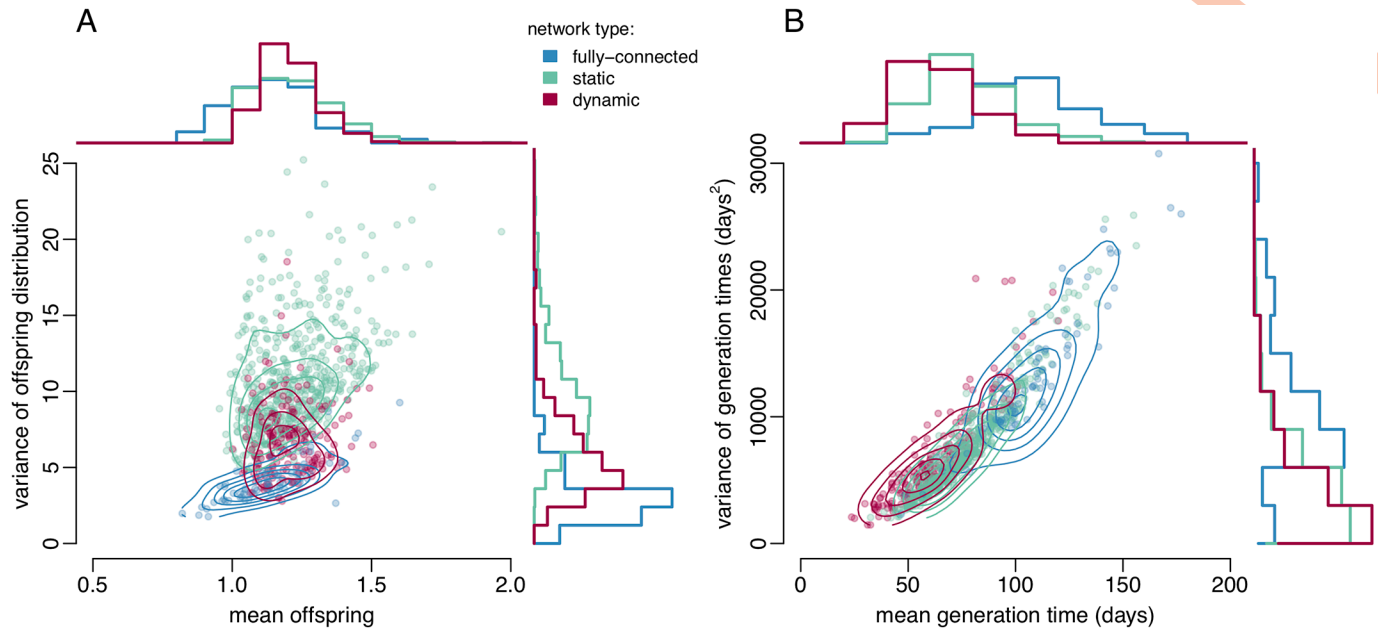 A
network type:
fully-connected
static
dynamic
variance of offspring distribution
25
20
15
10
5
0
0.5 1.0 1.5 2.0
mean offspring
B
variance of generation times (days²)
30000
20000
10000
0
0 50 100 150 200
mean generation time (days)